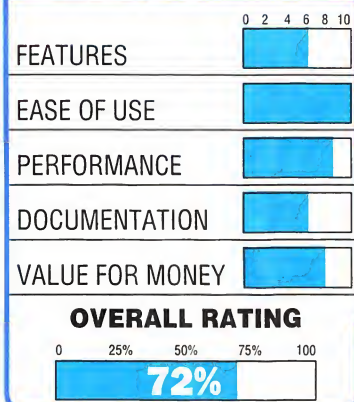 0 2 4 6 8 10
FEATURES
EASE OF USE
PERFORMANCE
DOCUMENTATION
VALUE FOR MONEY
OVERALL RATING
0 25% 50% 75% 100
72%